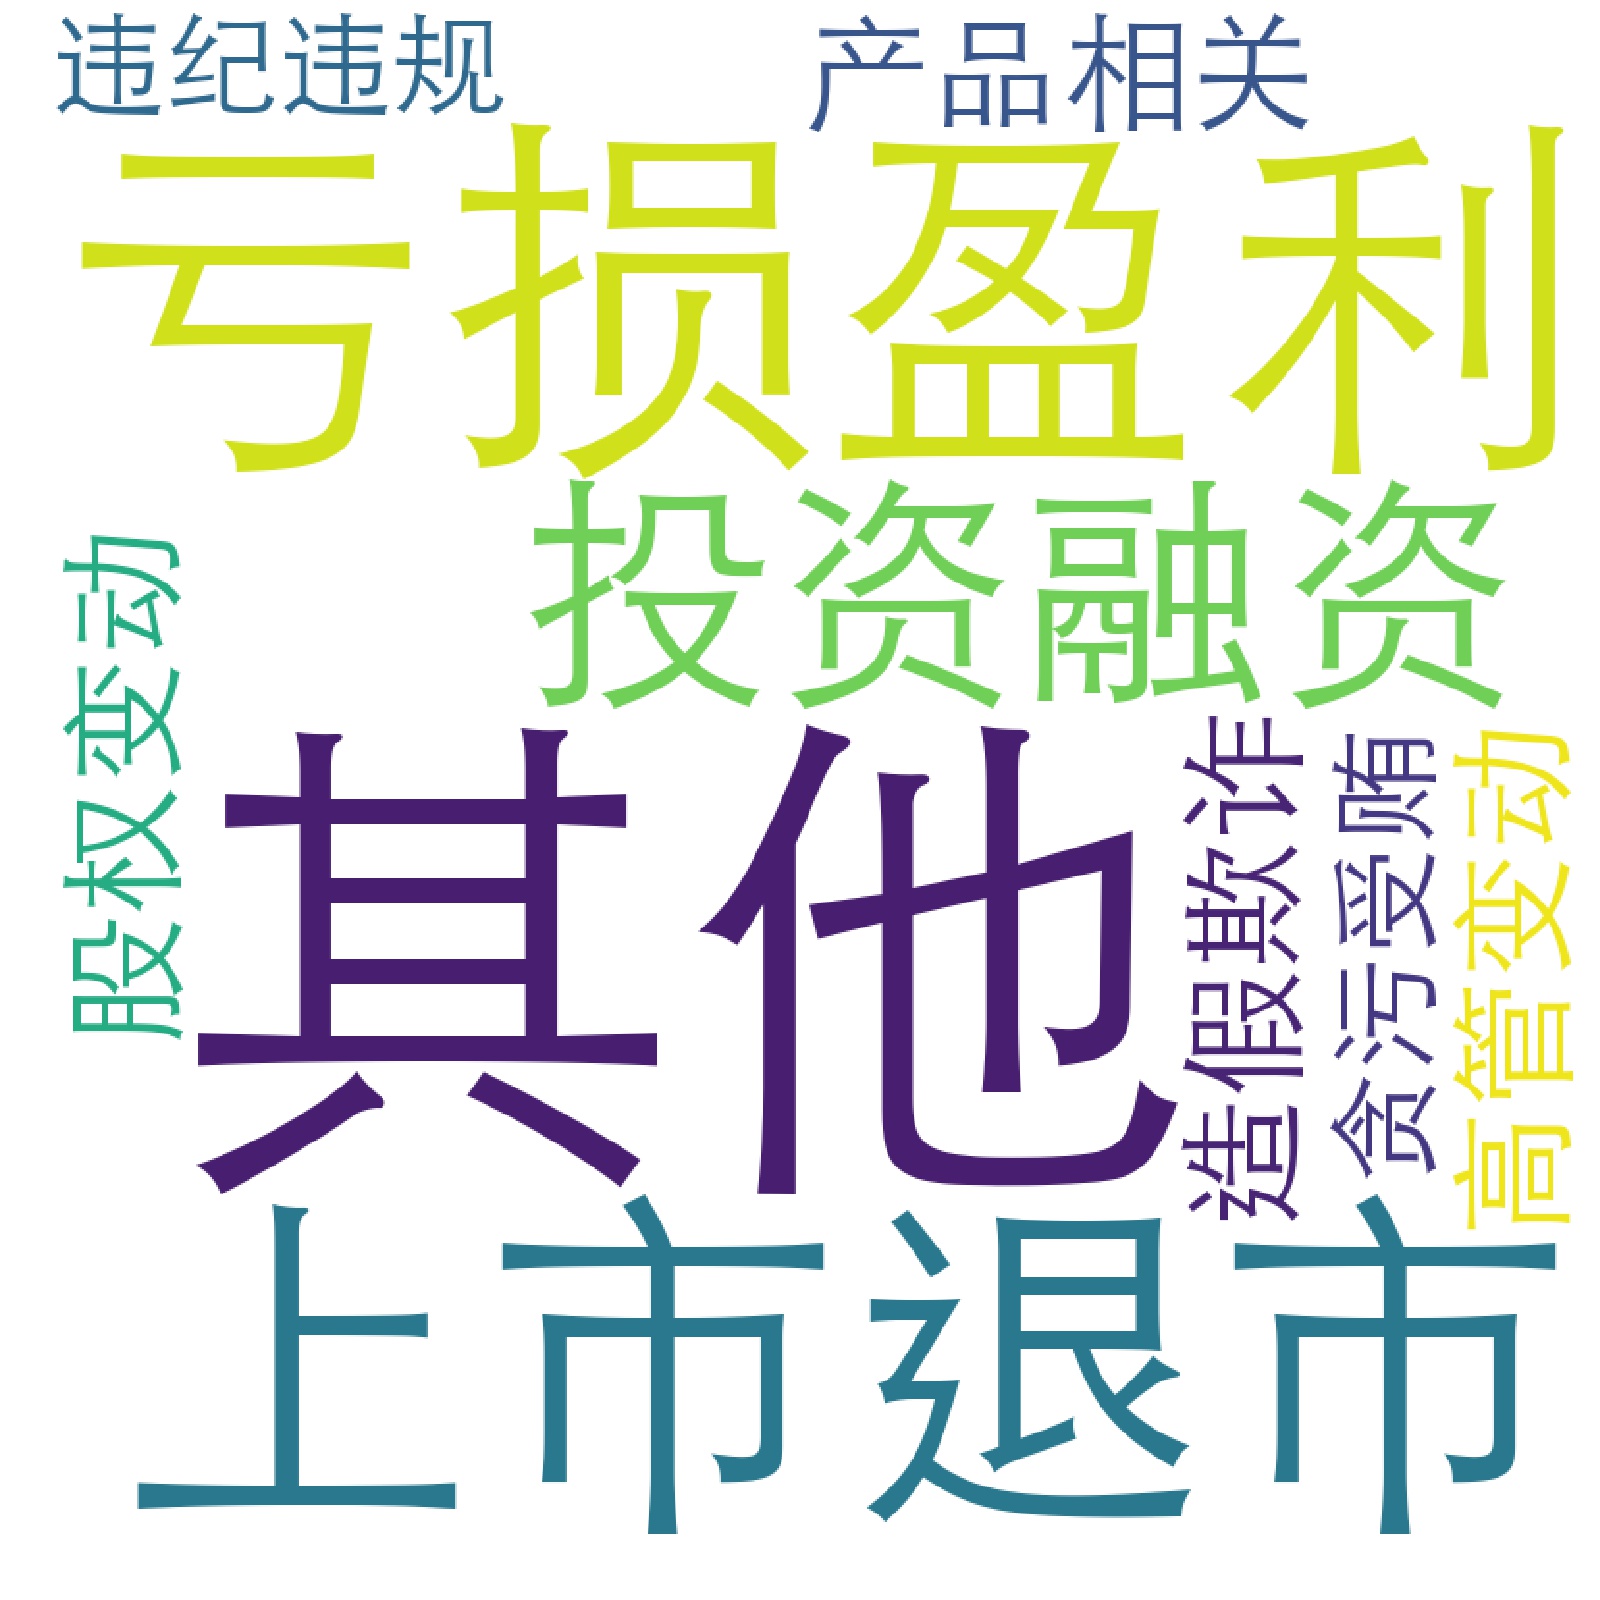 违纪违规
产品相关
亏损盈利
投资融资
股权变动
其他
造假欺诈
贪污受贿
高管变动
上市退市